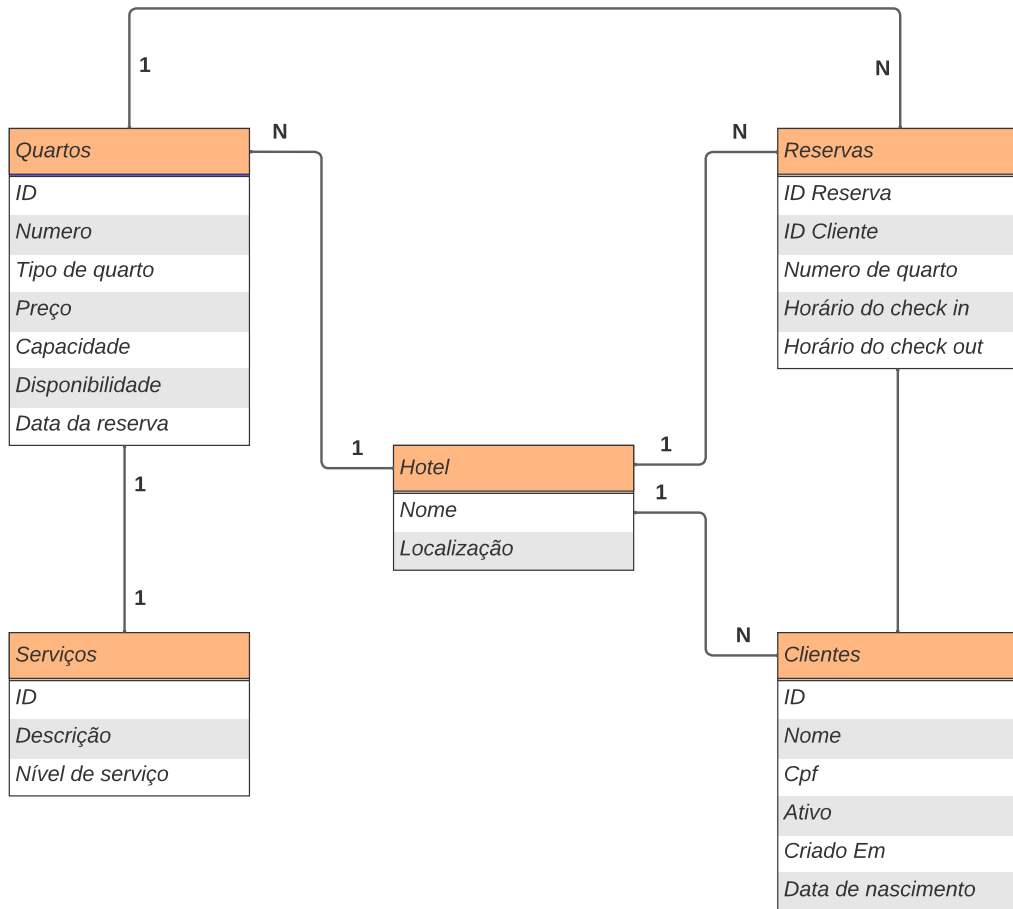 1
N
Quartos
ID
Numero
Tipo de quarto
Preço
Capacidade
Disponibilidade
Data da reserva
N
N
Reservas
ID Reserva
ID Cliente
Numero de quarto
Horário do check in
Horário do check out
1
1
1
Hotel
Nome
Localização
1
1
Serviços
ID
Descrição
Nível de serviço
1
N
Clientes
ID
Nome
Cpf
Ativo
Criado Em
Data de nascimento